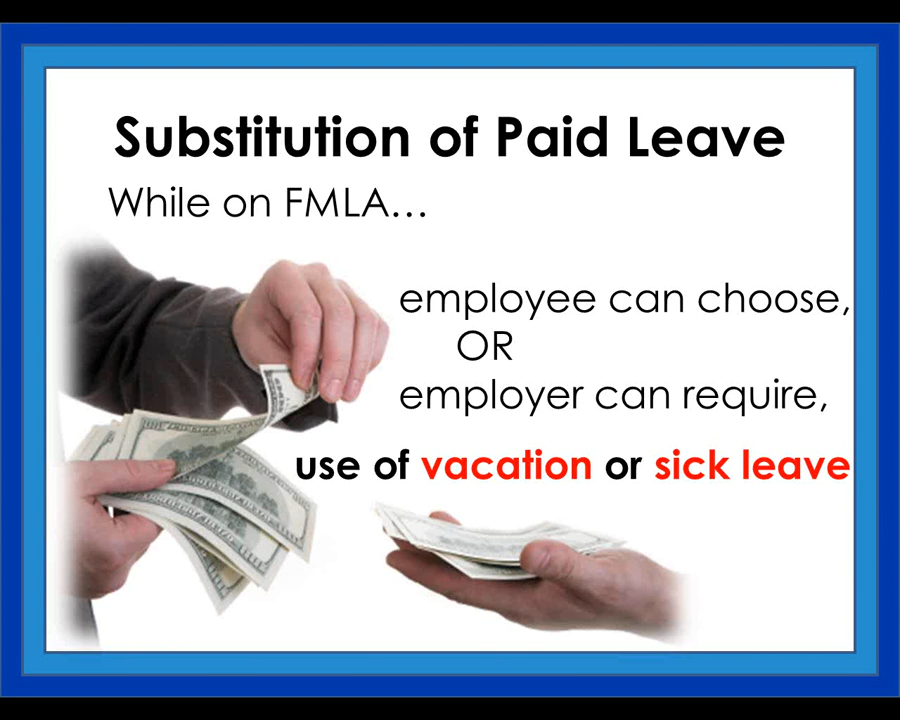 Substitution of Paid Leave
While on FMLA…
employee can choose,
OR
employer can require,
use of vacation or sick leave